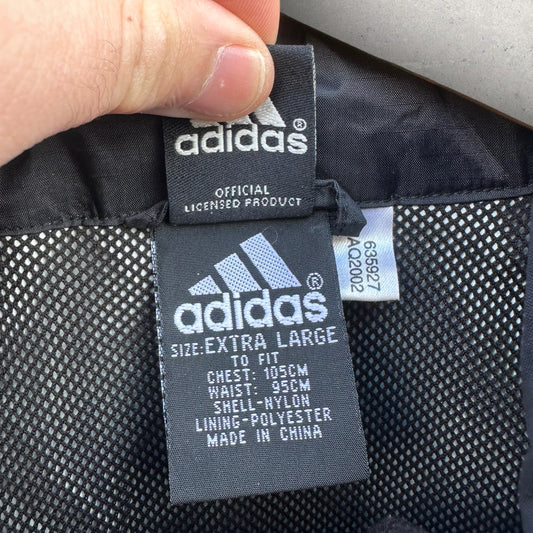 adidas®
OFFICIAL
LICENSED PRODUCT
adidas®
SIZE:EXTRA LARGE
TO FIT
CHEST: 105CM
WAIST: 95CM
SHELL-NYLON
LINING-POLYESTER
MADE IN CHINA
635927
AQ2002